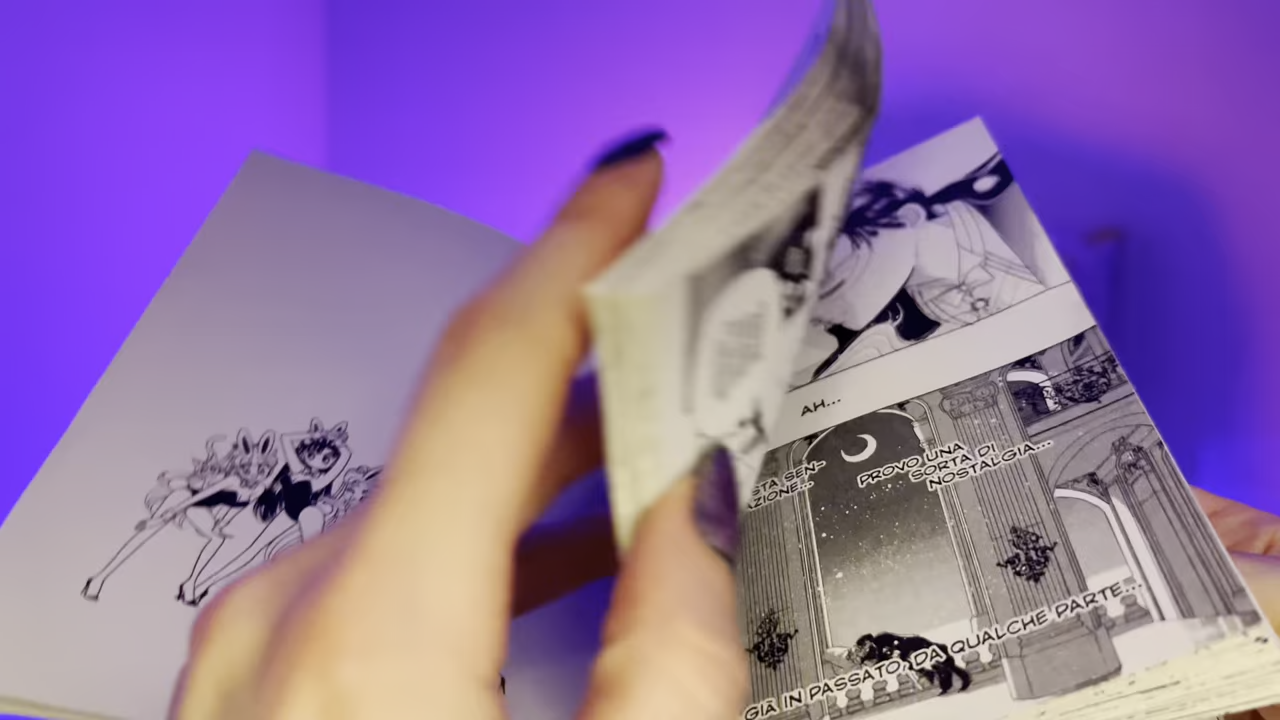 AH...
STA SEN-
AZIONE...
PROVO UNA
SORTA DI
NOSTALGIA...
GIÀ IN PASSATO, DA QUALCHE PARTE...